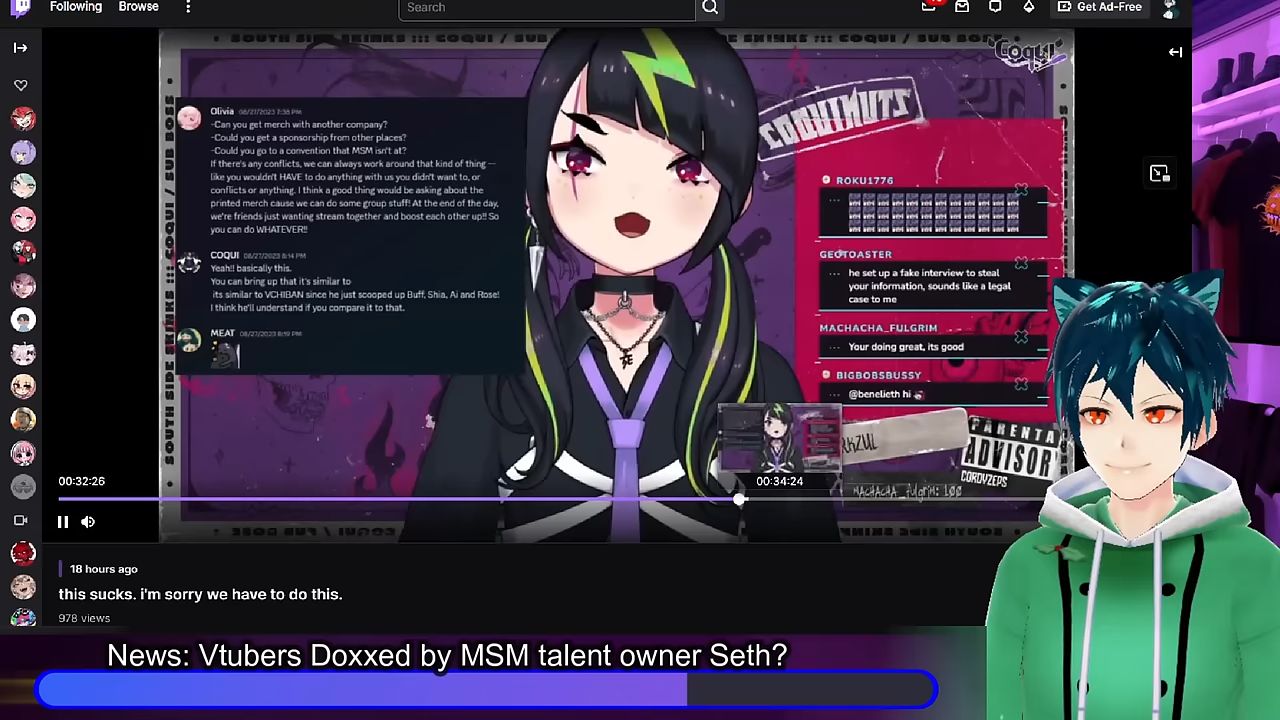 Following Browse Search Get Ad-Free
SOUTH SIDE SKINKS ::: COQUI / SUB BOSS
Coqui
COQUINUTS
Olivia 08/27/2023 7:38 PM
-Can you get merch with another company?
-Could you get a sponsorship from other places?
-Could you go to a convention that MSM isn't at?
If there's any conflicts, we can always work around that kind of thing --
like you wouldn't HAVE to do anything with us you didn't want to, or
conflicts or anything. I think a good thing would be asking about the
printed merch cause we can do some group stuff! At the end of the day,
we're friends just wanting stream together and boost each other up!! So
you can do WHATEVER!!
COQUI 08/27/2023 8:14 PM
Yeah!! basically this.
You can bring up that it's similar to
its similar to VCHIBAN since he just scooped up Buff, Shia, Ai and Rose!
I think he'll understand if you compare it to that.
MEAT 08/27/2023 8:19 PM
ROKU1776
GEOTOASTER
he set up a fake interview to steal
your information, sounds like a legal
case to me
MACHACHA_FULGRIM
Your doing great, its good
BIGBOBSBUSSY
@benelieth hi
PARENTA
ADVISOR
CORDYZEPS
MACHACHA_fulgrim: 100
00:32:26
00:34:24
18 hours ago
this sucks. i'm sorry we have to do this.
978 views
News: Vtubers Doxxed by MSM talent owner Seth?